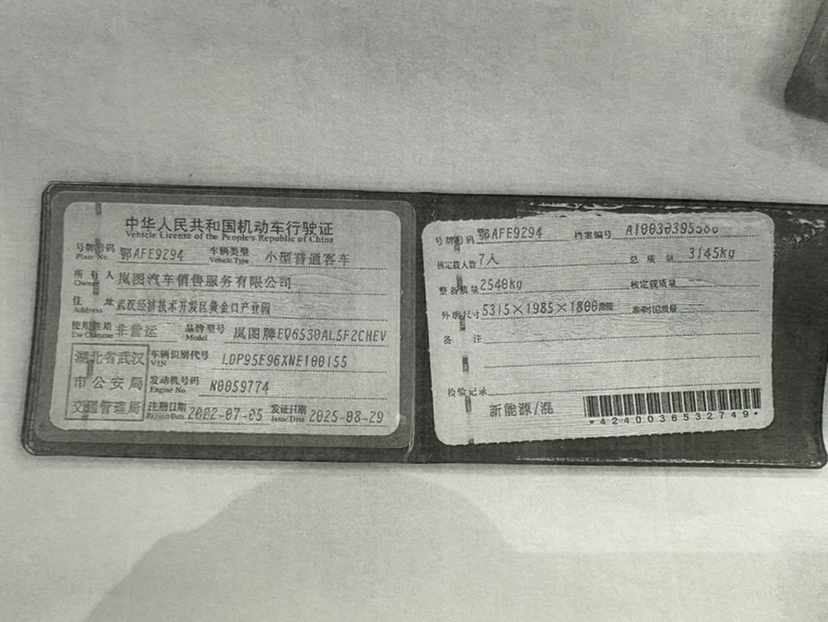 中华人民共和国机动车行驶证
Vehicle License of the People's Republic of China
号牌号码 Plate No. 鄂AFE9294 车辆类型 Vehicle Type 小型普通客车
所有人 Owner 岚图汽车销售服务有限公司
住址 Address 武汉经济技术开发区黄金口产业园
使用性质 Use Character 非营运 品牌型号 Model 岚图牌EQ6530AL5F2CHEV
湖北省武汉
市公安局
交通管理局
车辆识别代号 VIN LDP95E96XNE100155
发动机号码 Engine No. N0059774
注册日期 Register Date 2022-07-05 发证日期 Issue Date 2025-08-29
号牌号码 鄂AFE9294 档案编号
核定载人数 7人 总质量 3145kg
整备质量 2540kg 核定载质量
外廓尺寸 5315×1985×1800mm 准牵引总质量
备注
检验记录
新能源/混
*4240036532749*